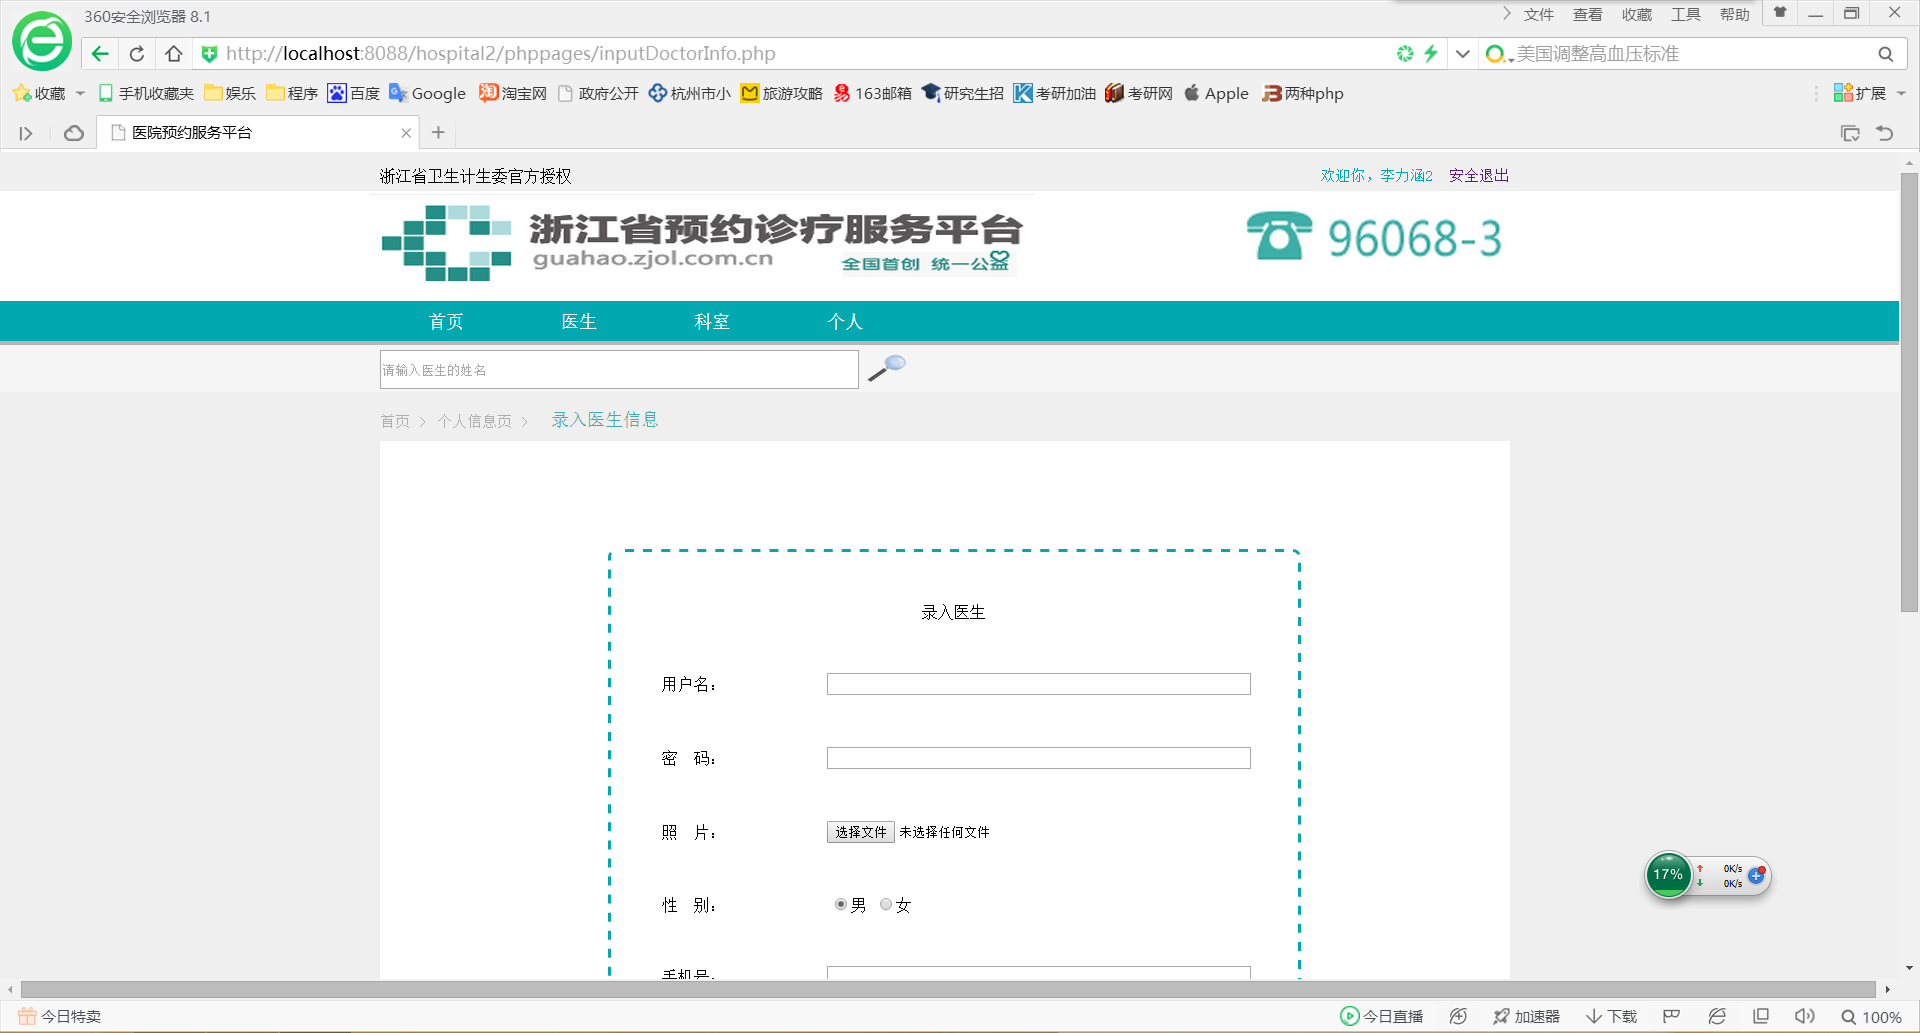 360安全浏览器 8.1
文件 查看 收藏 工具 帮助
http://localhost:8088/hospital2/phppages/inputDoctorInfo.php
美国调整高血压标准
收藏 手机收藏夹 娱乐 程序 百度 Google 淘宝网 政府公开 杭州市小 旅游攻略 163邮箱 研究生招 考研加油 考研网 Apple 两种php 扩展
医院预约服务平台
浙江省卫生计生委官方授权
欢迎你，李力涵2 安全退出
浙江省预约诊疗服务平台
guahao.zjol.com.cn
全国首创 统一公益
96068-3
首页 医生 科室 个人
请输入医生的姓名
首页 > 个人信息页 > 录入医生信息
录入医生
用户名：
密 码：
照 片： 选择文件 未选择任何文件
性 别： 男 女
手机号：
17% 0K/s
0K/s
今日特卖
今日直播 加速器 下载 100%